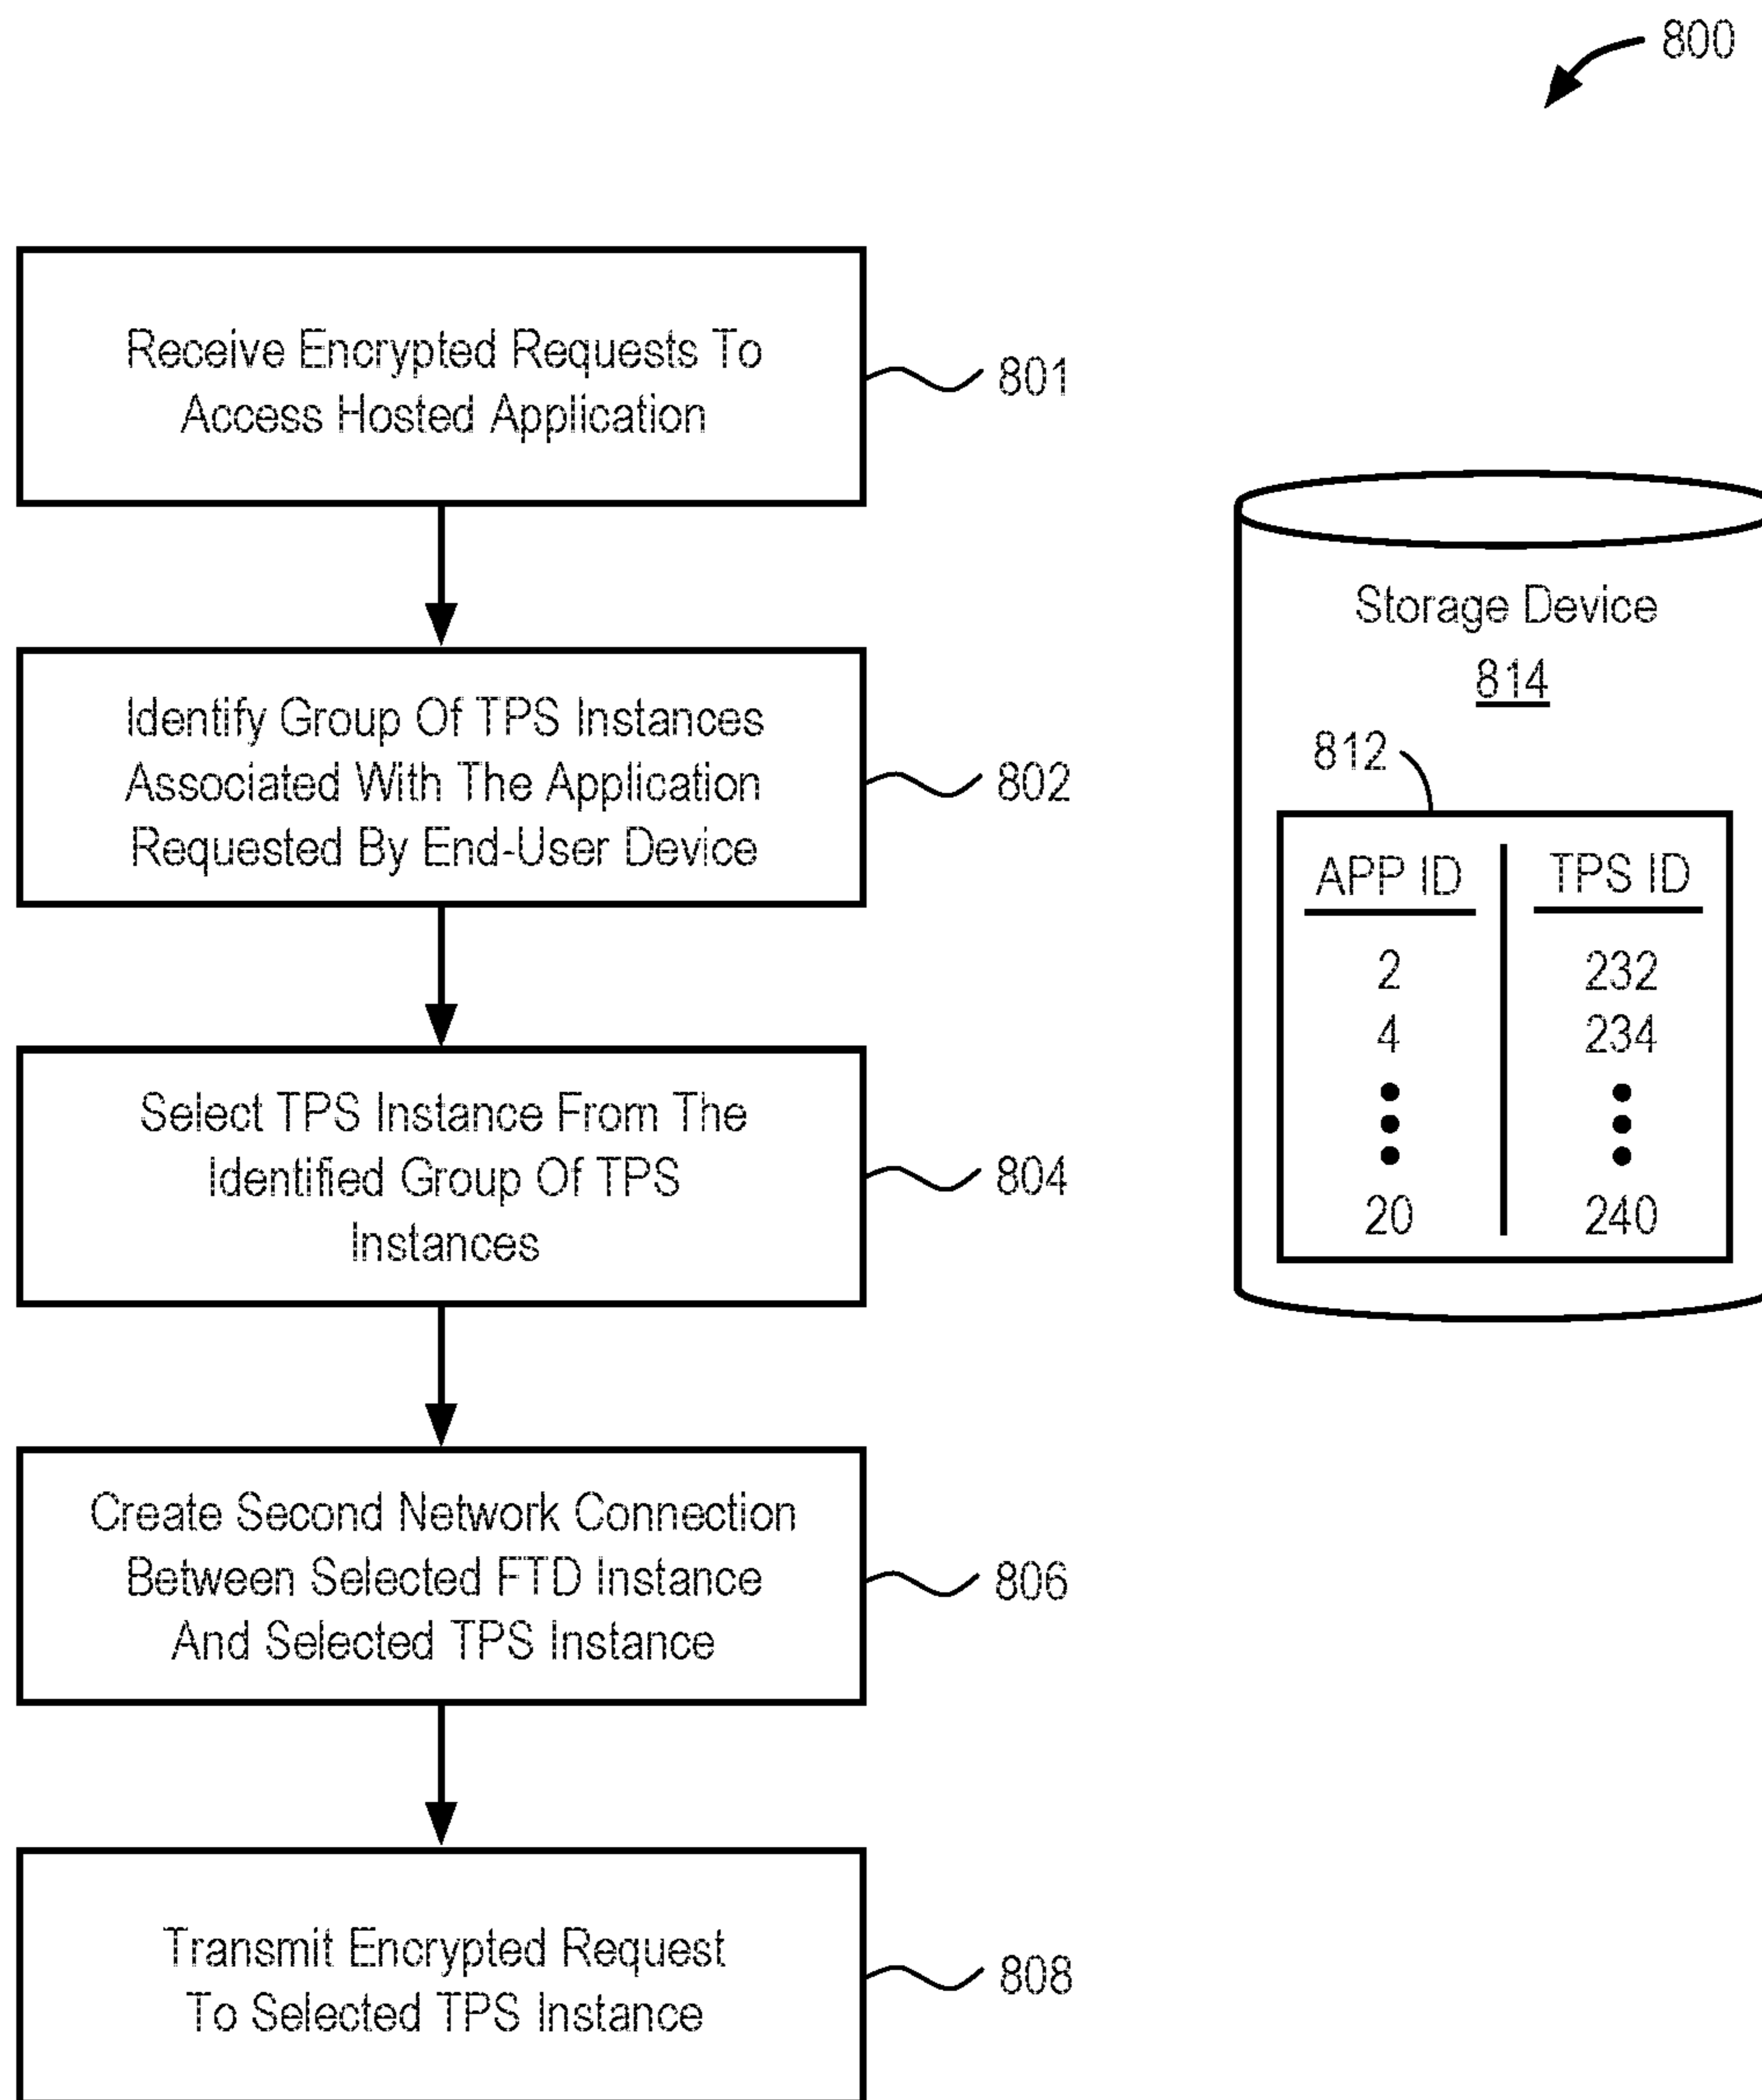 800
Receive Encrypted Requests To
Access Hosted Application
801
Identify Group Of TPS Instances
Associated With The Application
Requested By End-User Device
802
Select TPS Instance From The
Identified Group Of TPS
Instances
804
Create Second Network Connection
Between Selected FTD Instance
And Selected TPS Instance
806
Transmit Encrypted Request
To Selected TPS Instance
808
Storage Device
814
812
APP ID TPS ID
2 232
4 234
20 240